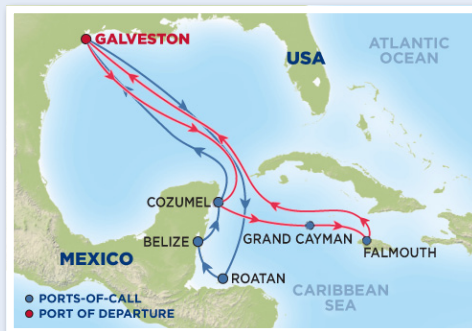 GALVESTON
USA
ATLANTIC
OCEAN
COZUMEL
BELIZE
GRAND CAYMAN
FALMOUTH
MEXICO
ROATAN
CARIBBEAN
SEA
PORTS-OF-CALL
PORT OF DEPARTURE